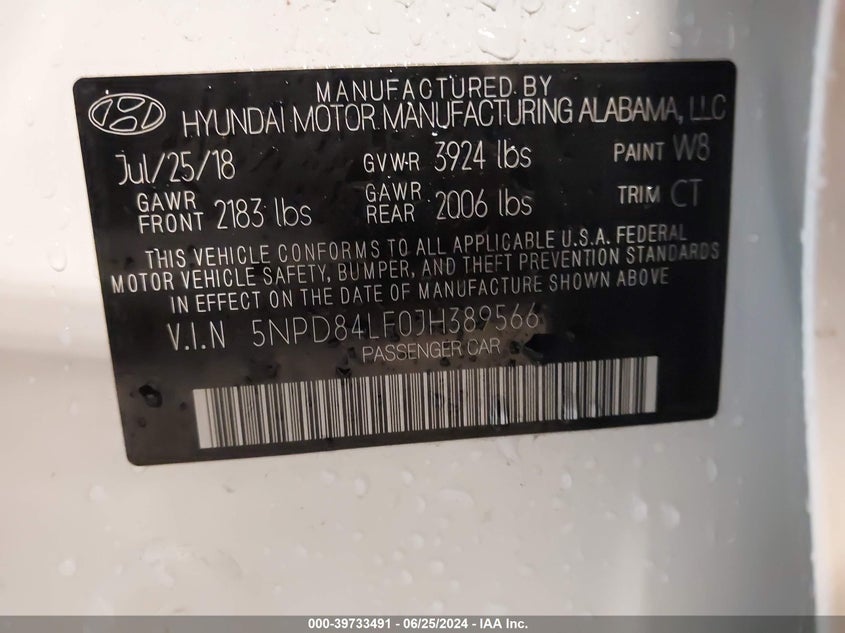 MANUFACTURED BY
HYUNDAI MOTOR MANUFACTURING ALABAMA, LLC
Jul/25/18 GVWR 3924 lbs PAINT W8
GAWR FRONT 2183 lbs GAWR REAR 2006 lbs TRIM CT
THIS VEHICLE CONFORMS TO ALL APPLICABLE U.S.A. FEDERAL
MOTOR VEHICLE SAFETY, BUMPER, AND THEFT PREVENTION STANDARDS
IN EFFECT ON THE DATE OF MANUFACTURE SHOWN ABOVE
V.I.N 5NPD84LF0JH389566
PASSENGER CAR
000-39733491 - 06/25/2024 - IAA Inc.